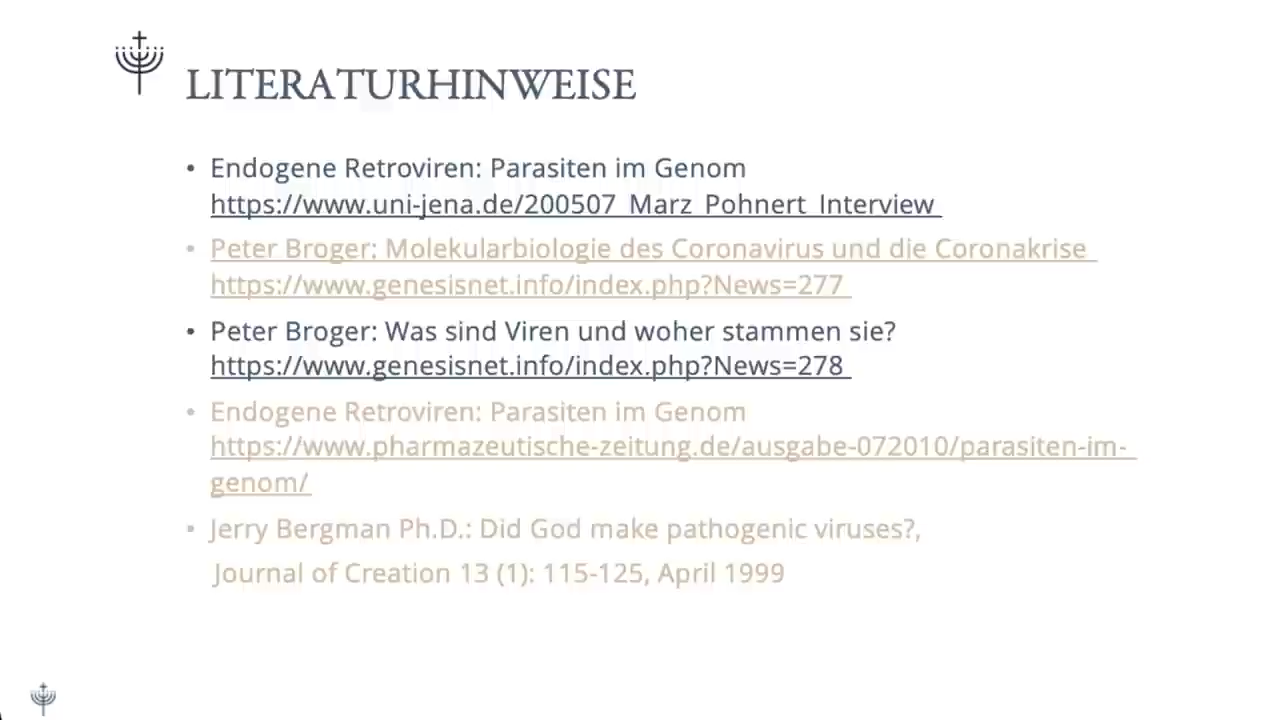 LITERATURHINWEISE
• Endogene Retroviren: Parasiten im Genom
https://www.uni-jena.de/200507_Marz_Pohnert_Interview
• Peter Broger: Molekularbiologie des Coronavirus und die Coronakrise
https://www.genesisnet.info/index.php?News=277
• Peter Broger: Was sind Viren und woher stammen sie?
https://www.genesisnet.info/index.php?News=278
• Endogene Retroviren: Parasiten im Genom
https://www.pharmazeutische-zeitung.de/ausgabe-072010/parasiten-im-
genom/
• Jerry Bergman Ph.D.: Did God make pathogenic viruses?,
Journal of Creation 13 (1): 115-125, April 1999